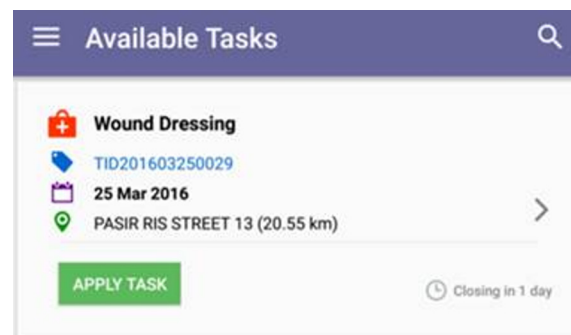 Available Tasks
Wound Dressing
TID201603250029
25 Mar 2016
PASIR RIS STREET 13 (20.55 km)
APPLY TASK
Closing in 1 day